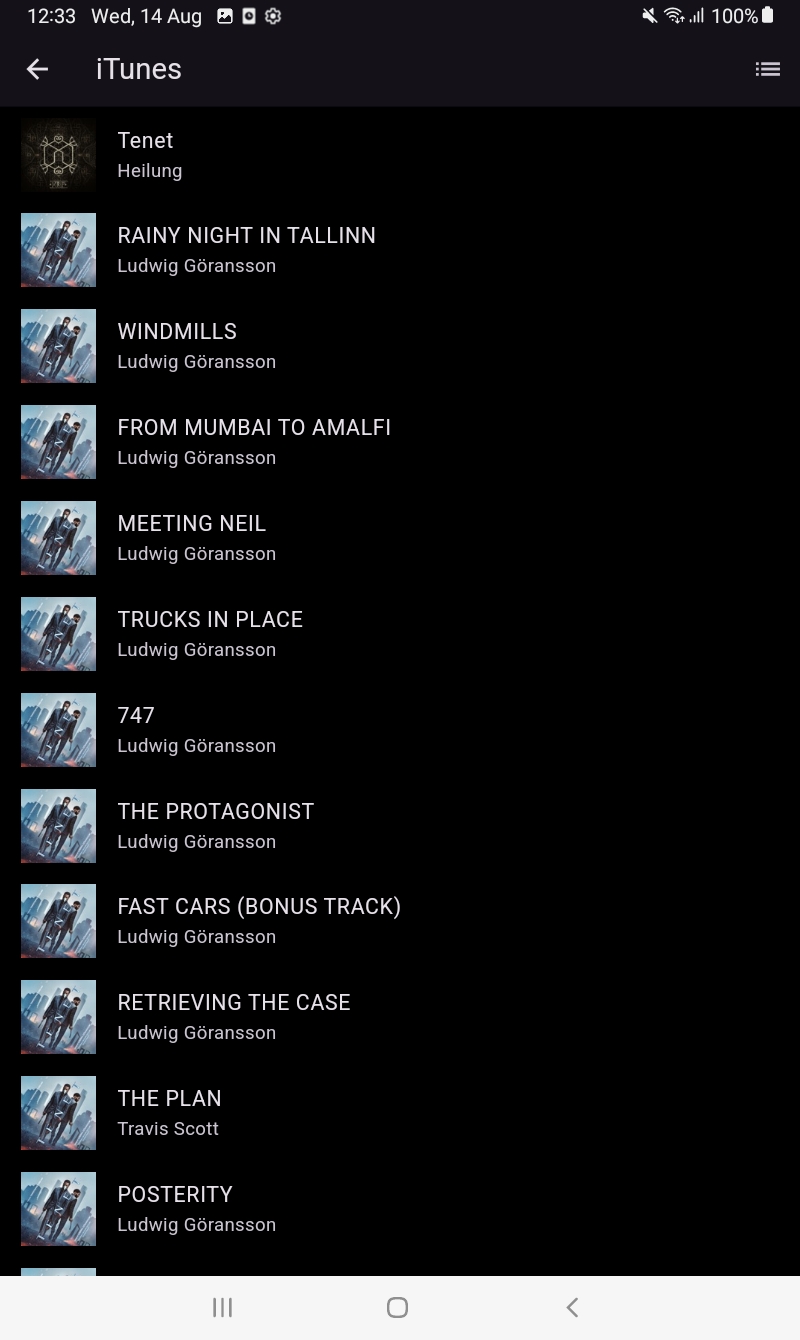 12:33 Wed, 14 Aug 100%
iTunes
Tenet
Heilung
RAINY NIGHT IN TALLINN
Ludwig Göransson
WINDMILLS
Ludwig Göransson
FROM MUMBAI TO AMALFI
Ludwig Göransson
MEETING NEIL
Ludwig Göransson
TRUCKS IN PLACE
Ludwig Göransson
747
Ludwig Göransson
THE PROTAGONIST
Ludwig Göransson
FAST CARS (BONUS TRACK)
Ludwig Göransson
RETRIEVING THE CASE
Ludwig Göransson
THE PLAN
Travis Scott
POSTERITY
Ludwig Göransson